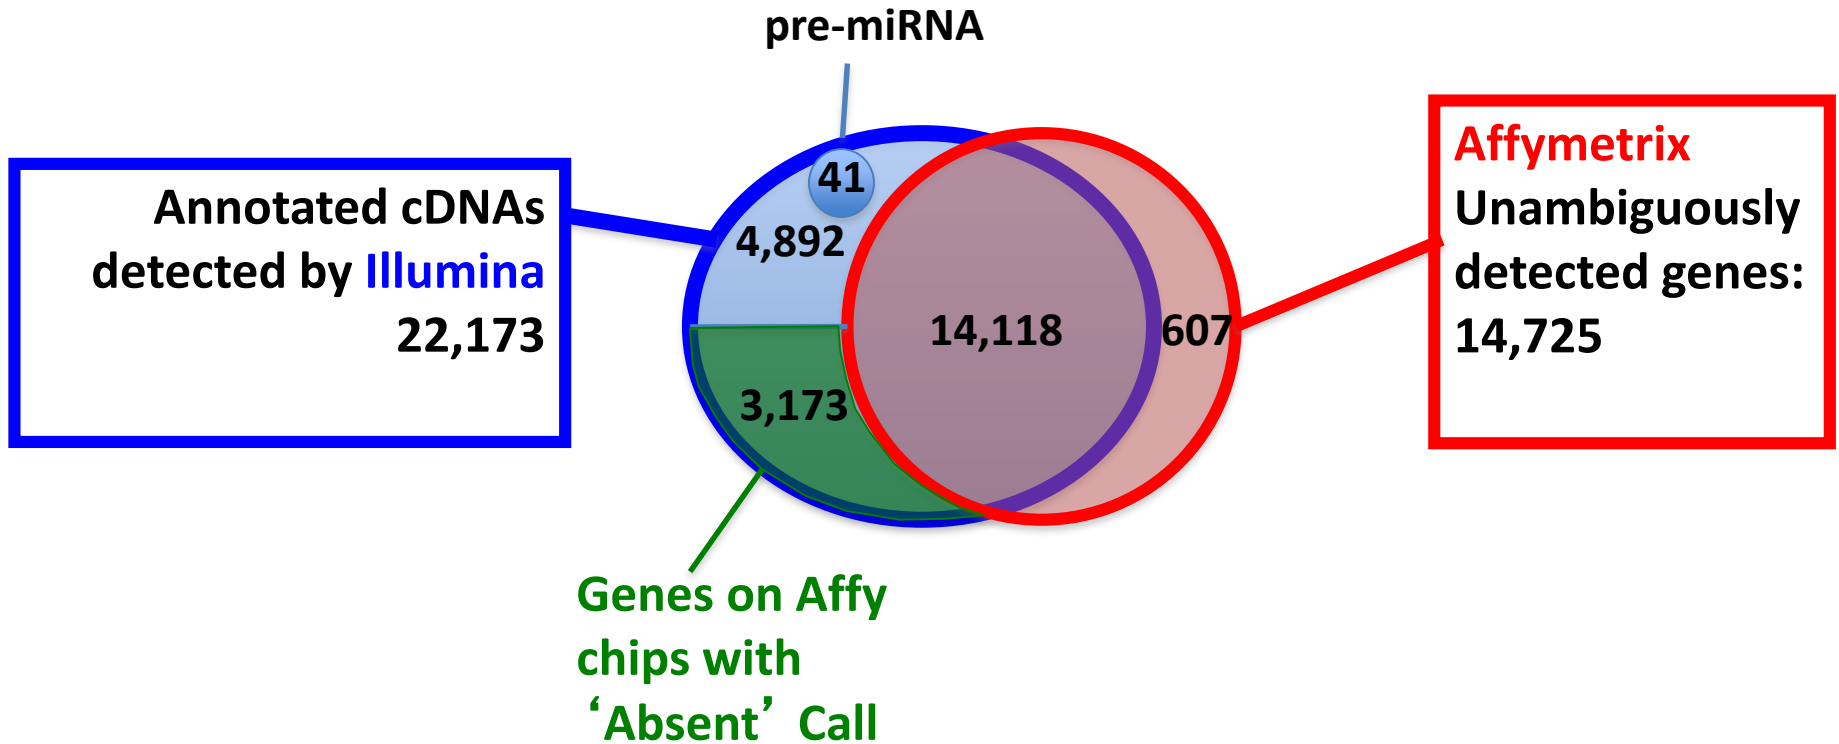 pre-miRNA
41
4,892
Annotated cDNAs
detected by Illumina
22,173
14,118
607
3,173
Affymetrix
Unambiguously
detected genes:
14,725
Genes on Affy
chips with
‘Absent’ Call